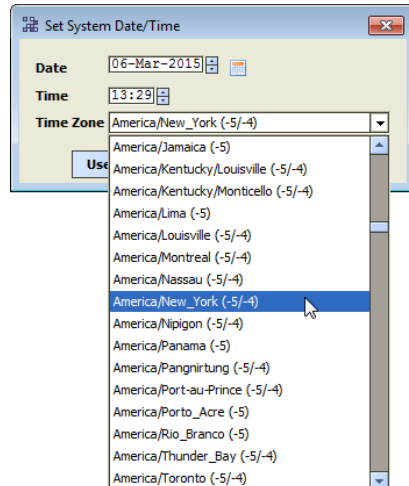 Set System Date/Time
Date 06-Mar-2015
Time 13:29
Time Zone America/New_York (-5/-4)
Use
America/Jamaica (-5)
America/Kentucky/Louisville (-5/-4)
America/Kentucky/Monticello (-5/-4)
America/Lima (-5)
America/Louisville (-5/-4)
America/Montreal (-5/-4)
America/Nassau (-5/-4)
America/New_York (-5/-4)
America/Nipigon (-5/-4)
America/Panama (-5)
America/Pangnirtung (-5/-4)
America/Port-au-Prince (-5/-4)
America/Porto_Acre (-5)
America/Rio_Branco (-5)
America/Thunder_Bay (-5/-4)
America/Toronto (-5/-4)